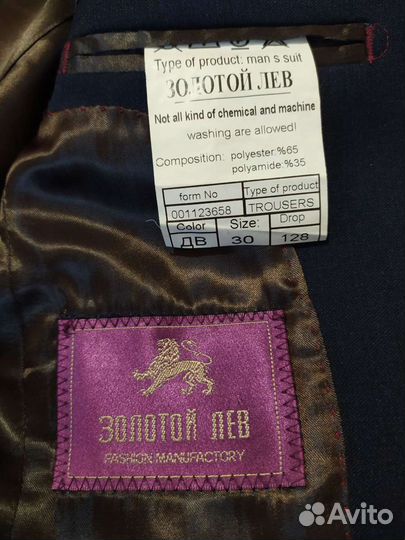 Type of product: man s suit
ЗОЛОТОЙ ЛЕВ
Not all kind of chemical and machine
washing are allowed!
Composition: polyester:%65
polyamide:%35
form No Type of product
001123658 TROUSERS
Color Size: Drop
ДВ 30 128
ЗОЛОТОЙ ЛЕВ
FASHION MANUFACTORY
Avito